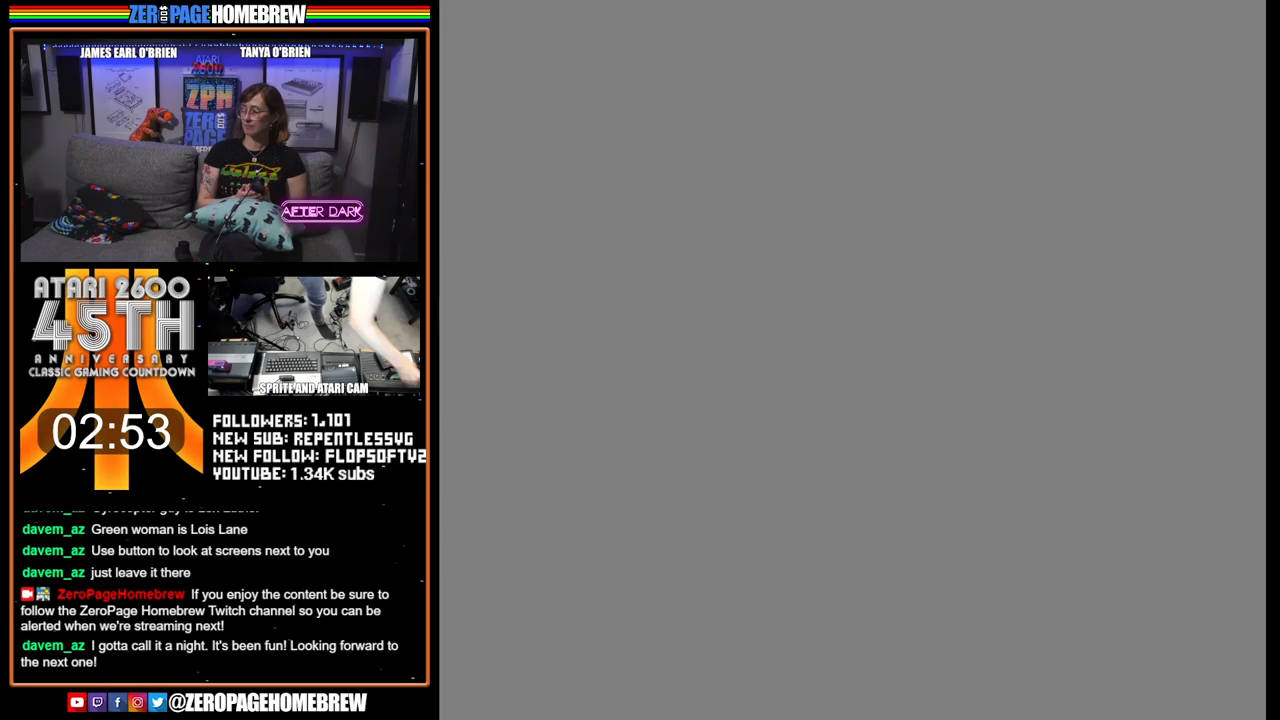 ZEROPAGE HOMEBREW
JAMES EARL O'BRIEN
TANYA O'BRIEN
ATARI
2600
ZPH
ZERO
PAGE
AFTER DARK
ATARI 2600
45TH
ANNIVERSARY
CLASSIC GAMING COUNTDOWN
02:53
SPRITE AND ATARI CAM
FOLLOWERS: 1,101
NEW SUB: REPENTLESSVG
NEW FOLLOW: FLOPSOFTV2
YOUTUBE: 1.34K subs
davem_az Green woman is Lois Lane
davem_az Use button to look at screens next to you
davem_az just leave it there
ZeroPageHomebrew If you enjoy the content be sure to
follow the ZeroPage Homebrew Twitch channel so you can be
alerted when we're streaming next!
davem_az I gotta call it a night. It's been fun! Looking forward to
the next one!
@ZEROPAGEHOMEBREW